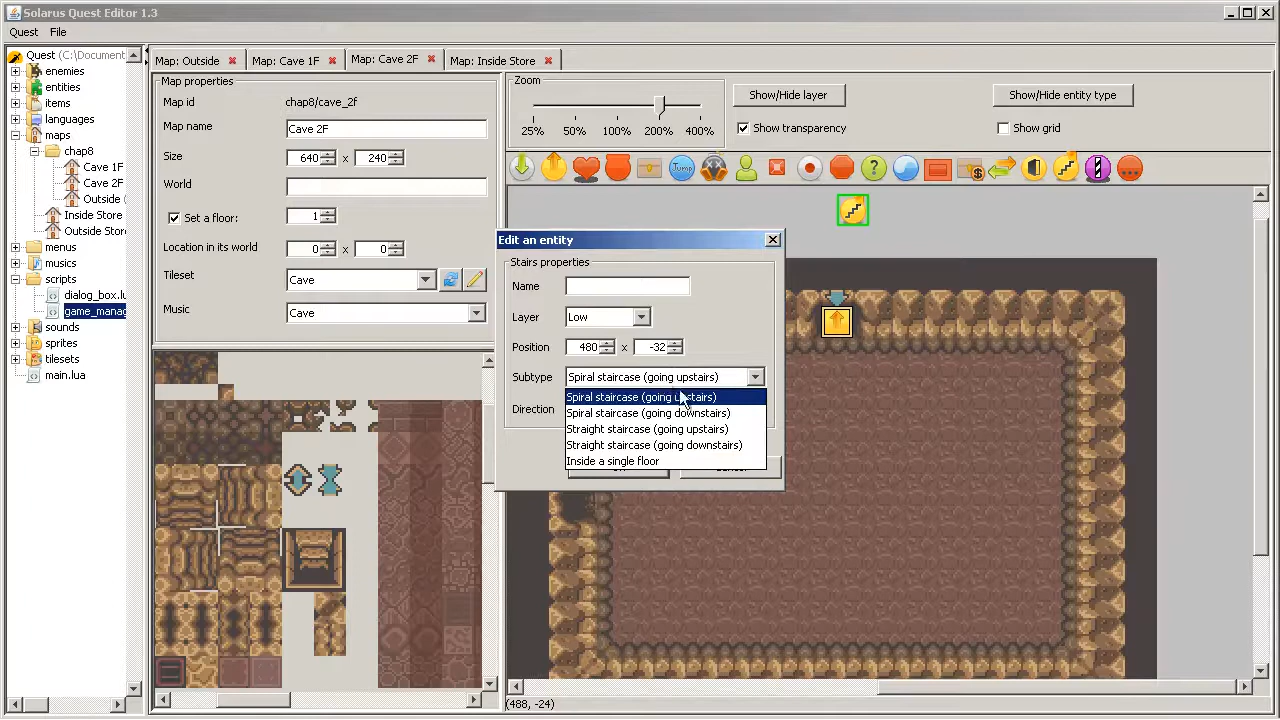 Solarus Quest Editor 1.3
Quest File
Quest (C:\Document
enemies
entities
items
languages
maps
chap8
Cave 1F
Cave 2F
Outside (
Inside Store
Outside Store
menus
musics
scripts
dialog_box.lu
game_manag
sounds
sprites
tilesets
main.lua
Map: Outside
Map: Cave 1F
Map: Cave 2F
Map: Inside Store
Map properties
Map id chap8/cave_2f
Map name Cave 2F
Size 640 x 240
World
Set a floor: 1
Location in its world 0 x 0
Tileset Cave
Music Cave
Zoom
25% 50% 100% 200% 400%
Show/Hide layer
Show/Hide entity type
Show transparency
Show grid
Jump
?
$
Edit an entity
Stairs properties
Name
Layer Low
Position 480 x -32
Subtype Spiral staircase (going upstairs)
Direction
Spiral staircase (going upstairs)
Spiral staircase (going downstairs)
Straight staircase (going upstairs)
Straight staircase (going downstairs)
Inside a single floor
(488, -24)